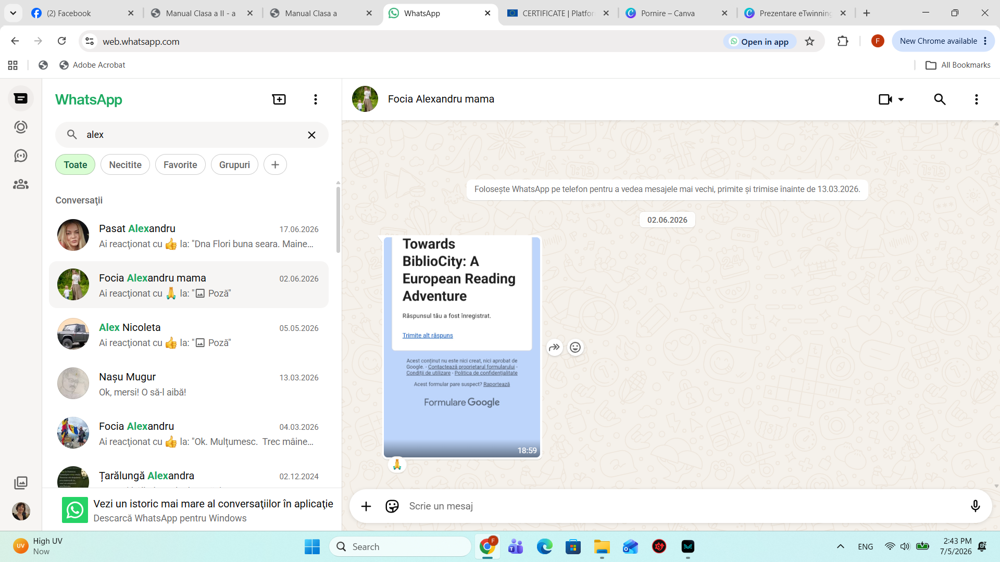 (2) Facebook
Manual Clasa a II - a
Manual Clasa a
WhatsApp
CERTIFICATE | Platfor
Pornire – Canva
Prezentare eTwinning
web.whatsapp.com
Open in app
F
New Chrome available
Adobe Acrobat
All Bookmarks
WhatsApp
alex
Toate
Necitite
Favorite
Grupuri
Conversații
Pasat Alexandru
17.06.2026
Ai reacționat cu 👍 la: "Dna Flori buna seara. Maine...
Focia Alexandru mama
02.06.2026
Ai reacționat cu 🙏 la: "Poză"
Alex Nicoleta
05.05.2026
Ai reacționat cu 👍 la: "Poză"
Nașu Mugur
13.03.2026
Ok, mersi! O să-l aibă!
Focia Alexandru
04.03.2026
Ai reacționat cu 👍 la: "Ok. Mulțumesc. Trec mâine...
Țarălungă Alexandra
02.12.2024
Vezi un istoric mai mare al conversațiilor în aplicație
Descarcă WhatsApp pentru Windows
Focia Alexandru mama
Folosește WhatsApp pe telefon pentru a vedea mesajele mai vechi, primite și trimise înainte de 13.03.2026.
02.06.2026
Towards
BiblioCity: A
European Reading
Adventure
Răspunsul tău a fost înregistrat.
Trimite alt răspuns
Acest conținut nu este nici creat, nici aprobat de
Google. - Contactează proprietarul formularului -
Condiții de utilizare - Politica de confidențialitate
Acest formular pare suspect? Raportează
Formulare Google
18:59
Scrie un mesaj
UV
High UV
Now
Search
F
ENG
2:43 PM
7/5/2026